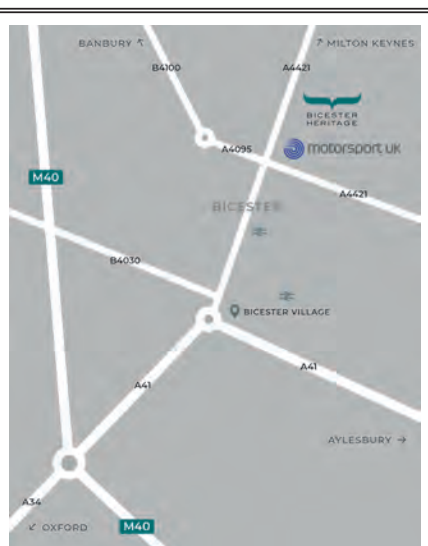 BANBURY ↖
↗ MILTON KEYNES
B4100
A4421
BICESTER
HERITAGE
A4095
motorsport UK
M40
A4421
BICESTER
B4030
BICESTER VILLAGE
A41
A41
AYLESBURY →
A34
↙ OXFORD
M40